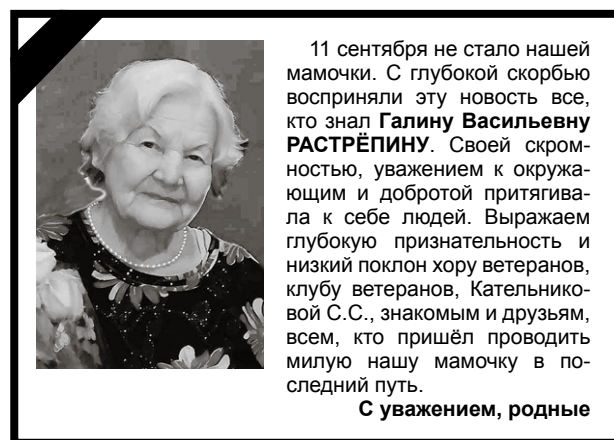 11 сентября не стало нашей
мамочки. С глубокой скорбью
восприняли эту новость все,
кто знал Галину Васильевну
РАСТРЁПИНУ. Своей скром-
ностью, уважением к окружа-
ющим и добротой притягива-
ла к себе людей. Выражаем
глубокую признательность и
низкий поклон хору ветеранов,
клубу ветеранов, Кательнико-
вой С.С., знакомым и друзьям,
всем, кто пришёл проводить
милую нашу мамочку в по-
следний путь.
С уважением, родные